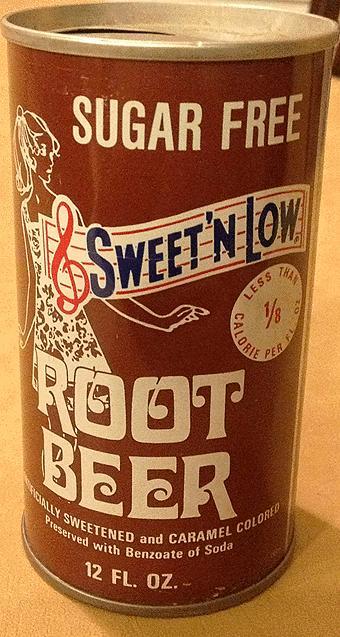 SUGAR FREE
SWEET'N LOW®
LESS THAN
1/8
CALORIE PER FL. OZ.
ROOT
BEER
ARTIFICIALLY SWEETENED and CARAMEL COLORED
Preserved with Benzoate of Soda
12 FL. OZ.